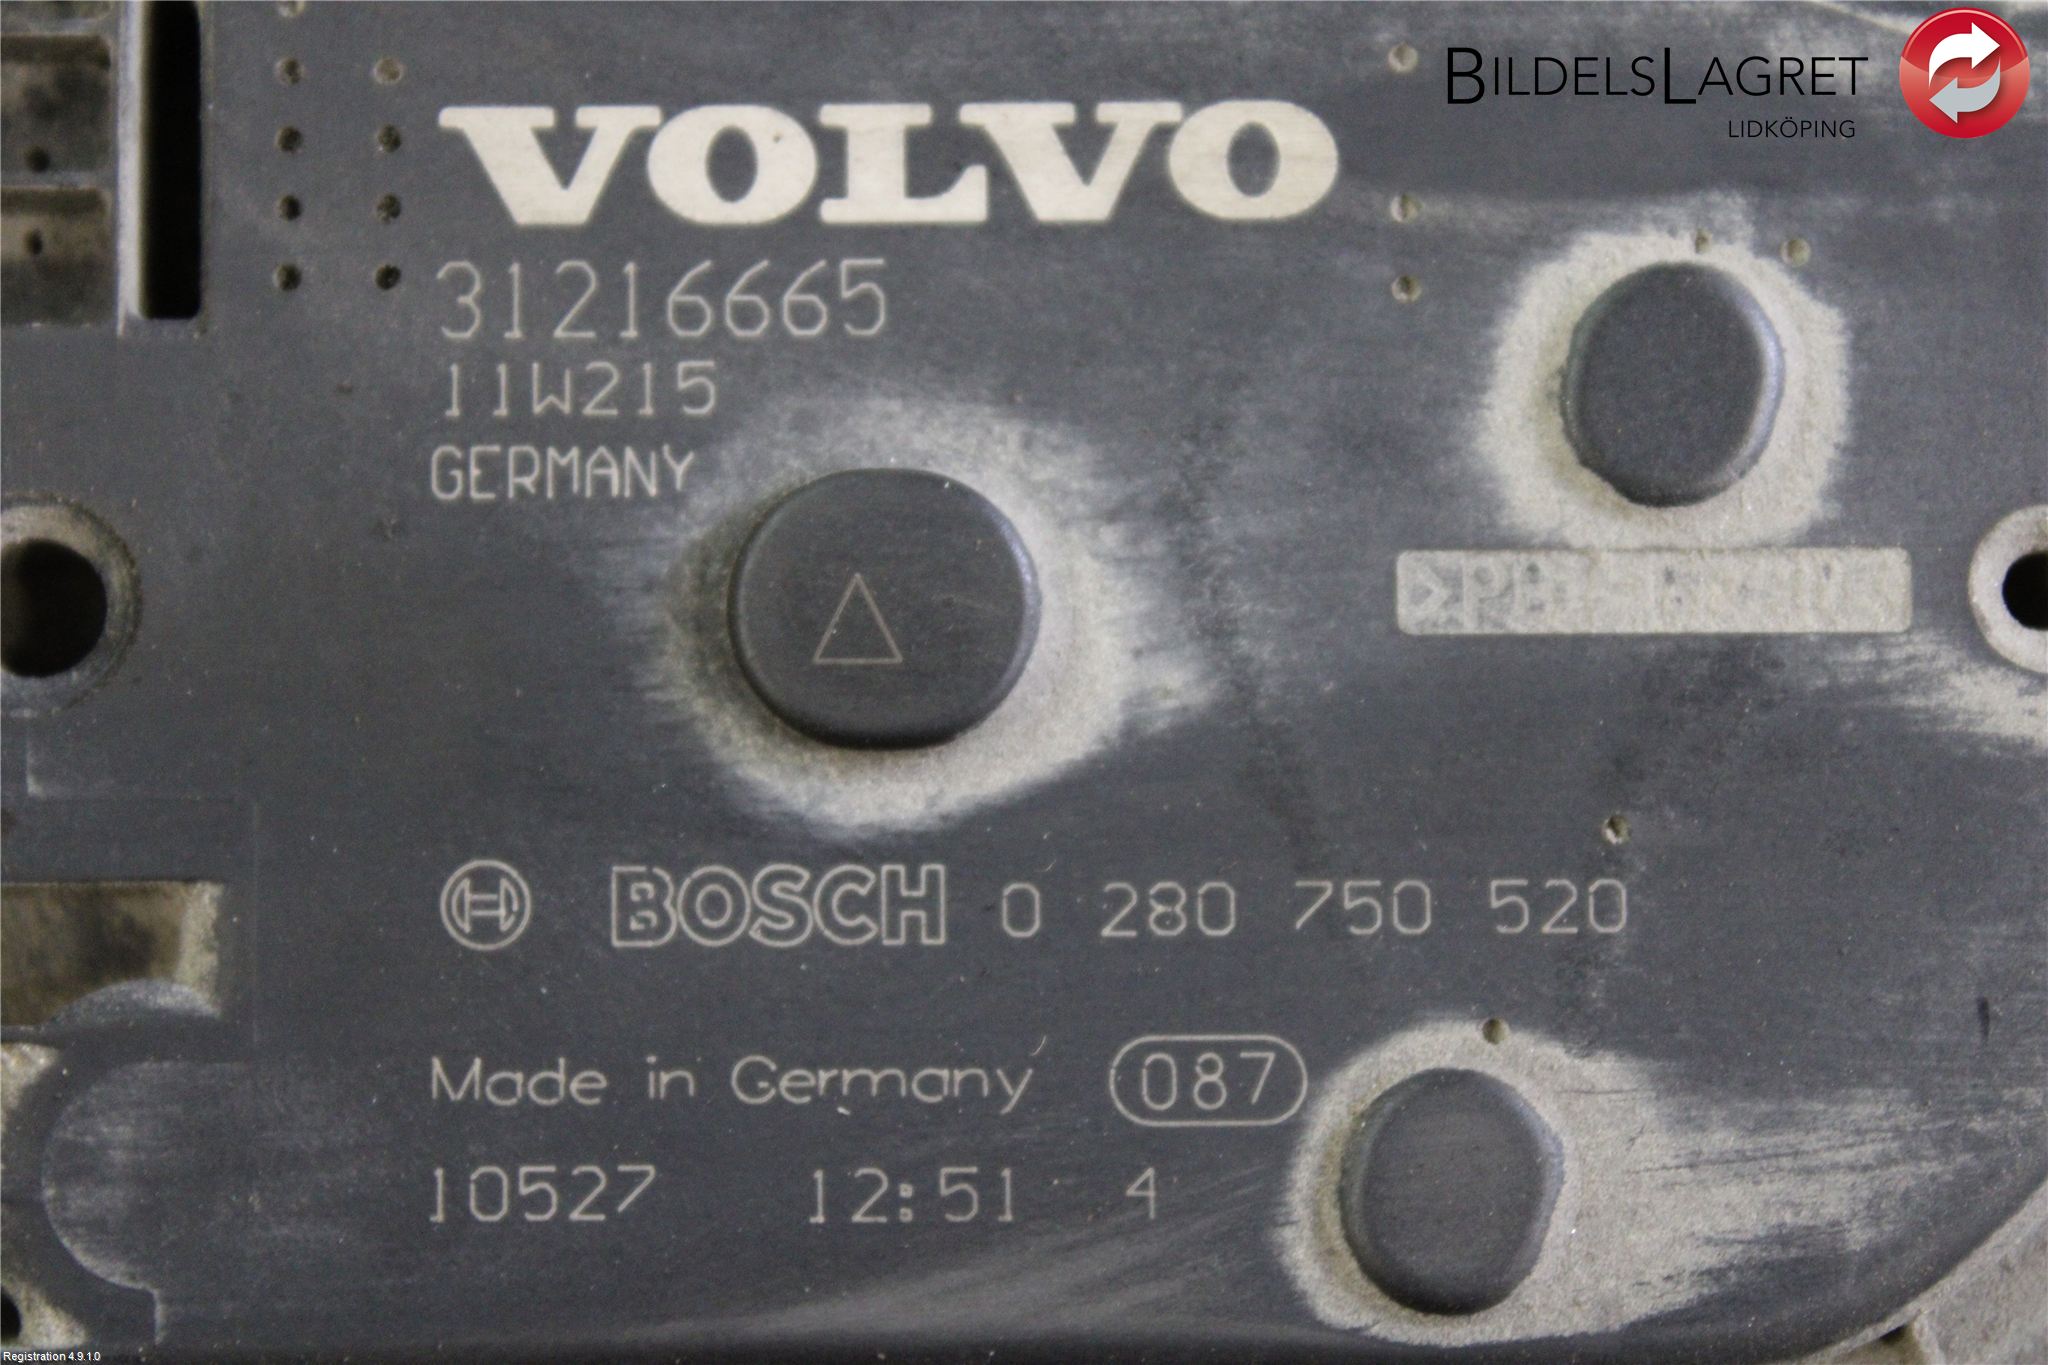 BILDELSLAGRET
LIDKÖPING
VOLVO
31216665
11W215
GERMANY
BOSCH 0 280 750 520
Made in Germany 087
10527 12:51 4
Registration 4.9.1.0